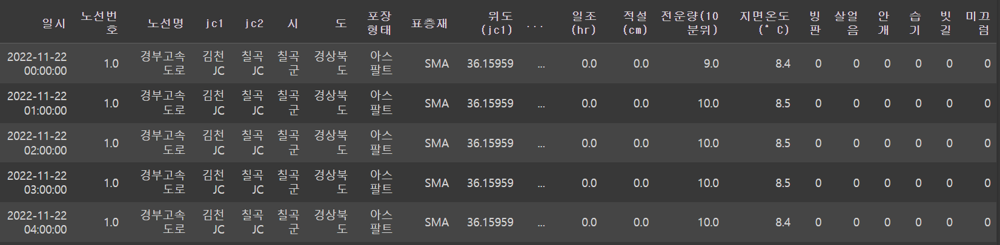 일시 노선번호 노선명 jc1 jc2 시 도 포장형태 표층재 위도(jc1) ... 일조(hr) 적설(cm) 전운량(10분위) 지면온도(°C) 빙판 살얼음 안개 습기 빗길 미끄럼
2022-11-22 00:00:00 1.0 경부고속도로 김천JC 칠곡JC 칠곡군 경상북도 아스팔트 SMA 36.15959 ... 0.0 0.0 9.0 8.4 0 0 0 0 0 0
2022-11-22 01:00:00 1.0 경부고속도로 김천JC 칠곡JC 칠곡군 경상북도 아스팔트 SMA 36.15959 ... 0.0 0.0 10.0 8.5 0 0 0 0 0 0
2022-11-22 02:00:00 1.0 경부고속도로 김천JC 칠곡JC 칠곡군 경상북도 아스팔트 SMA 36.15959 ... 0.0 0.0 10.0 8.5 0 0 0 0 0 0
2022-11-22 03:00:00 1.0 경부고속도로 김천JC 칠곡JC 칠곡군 경상북도 아스팔트 SMA 36.15959 ... 0.0 0.0 10.0 8.5 0 0 0 0 0 0
2022-11-22 04:00:00 1.0 경부고속도로 김천JC 칠곡JC 칠곡군 경상북도 아스팔트 SMA 36.15959 ... 0.0 0.0 10.0 8.4 0 0 0 0 0 0